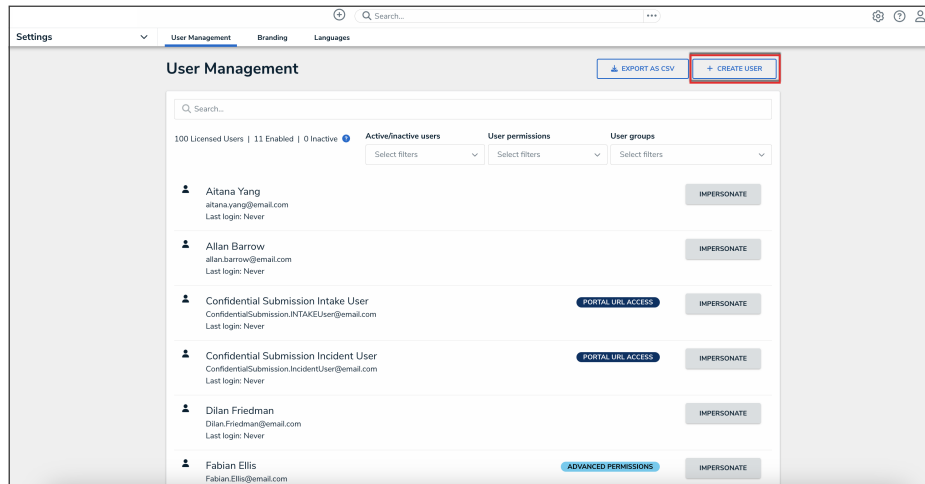 Search...
Settings
User Management Branding Languages
User Management
EXPORT AS CSV
+ CREATE USER
Search...
100 Licensed Users | 11 Enabled | 0 Inactive
Active/inactive users
User permissions
User groups
Select filters
Select filters
Select filters
Aitana Yang
aitana.yang@email.com
Last login: Never
IMPERSONATE
Allan Barrow
allan.barrow@email.com
Last login: Never
IMPERSONATE
Confidential Submission Intake User
ConfidentialSubmission.INTAKEUser@email.com
Last login: Never
PORTAL URL ACCESS
IMPERSONATE
Confidential Submission Incident User
ConfidentialSubmission.IncidentUser@email.com
Last login: Never
PORTAL URL ACCESS
IMPERSONATE
Dilan Friedman
Dilan.Friedman@email.com
Last login: Never
IMPERSONATE
Fabian Ellis
Fabian.Ellis@email.com
ADVANCED PERMISSIONS
IMPERSONATE